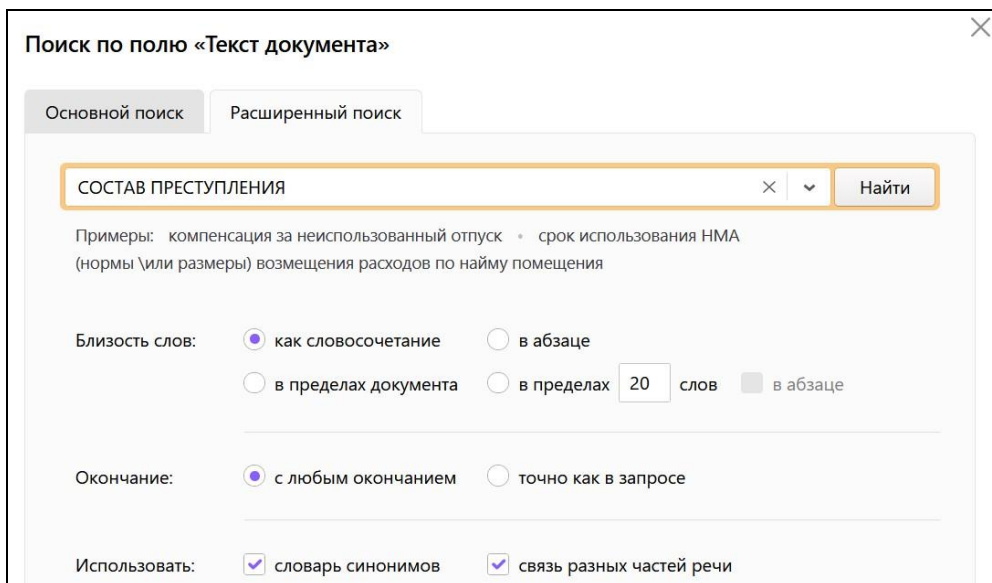 Поиск по полю «Текст документа»
Основной поиск Расширенный поиск
СОСТАВ ПРЕСТУПЛЕНИЯ Найти
Примеры: компенсация за неиспользованный отпуск • срок использования НМА
(нормы \или размеры) возмещения расходов по найму помещения
Близость слов: как словосочетание в абзаце
в пределах документа в пределах 20 слов в абзаце
Окончание: с любым окончанием точно как в запросе
Использовать: словарь синонимов связь разных частей речи